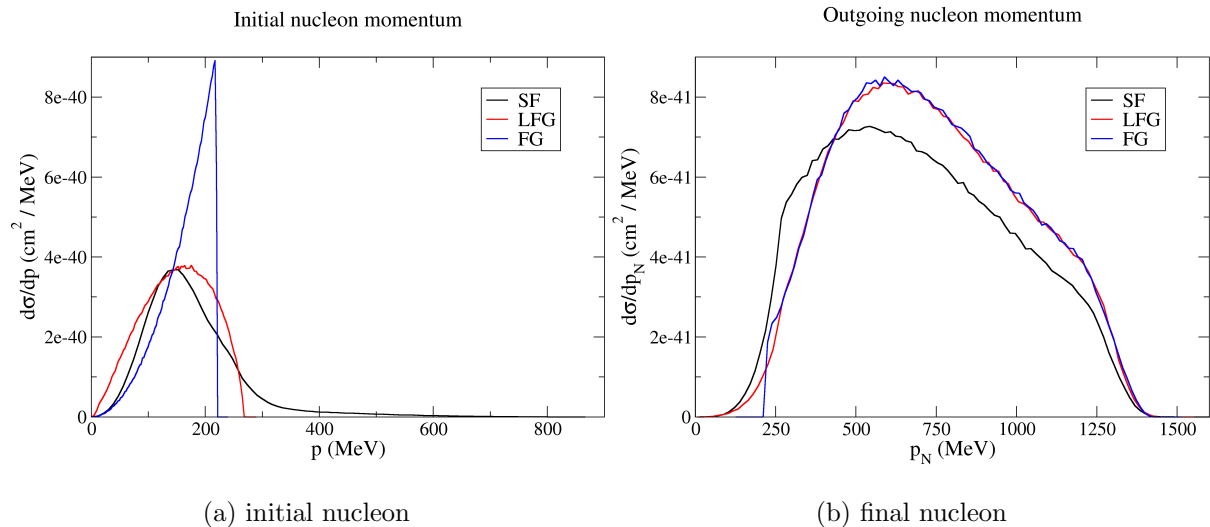 Initial nucleon momentum
dσ/dp (cm² / MeV)
8e-40
6e-40
4e-40
2e-40
0
SF
LFG
FG
0 200 400 600 800
p (MeV)
(a) initial nucleon
Outgoing nucleon momentum
dσ/dp_N (cm² / MeV)
8e-41
6e-41
4e-41
2e-41
0
SF
LFG
FG
0 250 500 750 1000 1250 1500
p_N (MeV)
(b) final nucleon